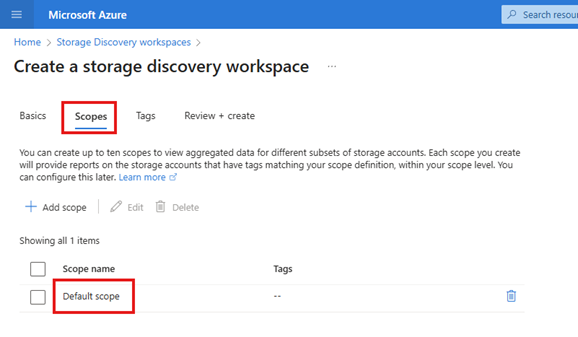 Microsoft Azure
Search resou
Home > Storage Discovery workspaces >
Create a storage discovery workspace ...
Basics Scopes Tags Review + create
You can create up to ten scopes to view aggregated data for different subsets of storage accounts. Each scope you create
will provide reports on the storage accounts that have tags matching your scope definition, within your scope level. You
can configure this later. Learn more
+ Add scope Edit Delete
Showing all 1 items
Scope name Tags
Default scope --